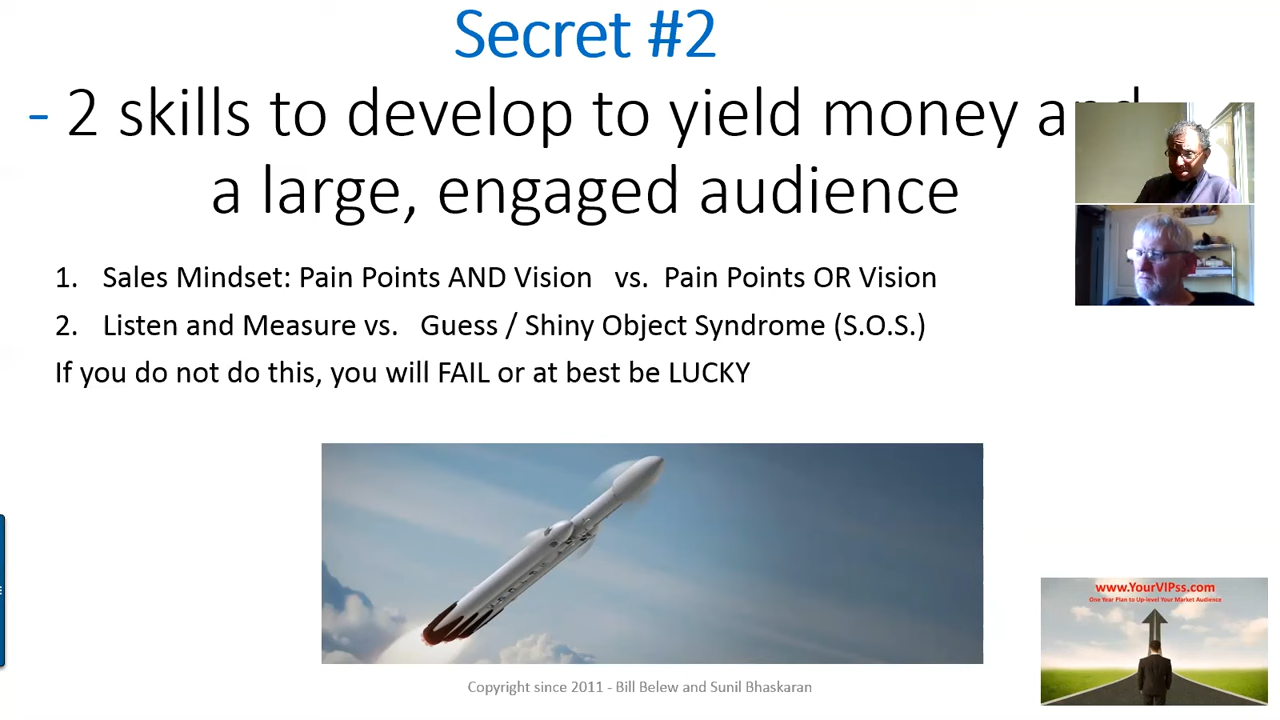 Secret #2
- 2 skills to develop to yield money and
a large, engaged audience
1. Sales Mindset: Pain Points AND Vision vs. Pain Points OR Vision
2. Listen and Measure vs. Guess / Shiny Object Syndrome (S.O.S.)
If you do not do this, you will FAIL or at best be LUCKY
www.YourVIPss.com
One Year Plan to Up-level Your Market Audience
Copyright since 2011 - Bill Belew and Sunil Bhaskaran